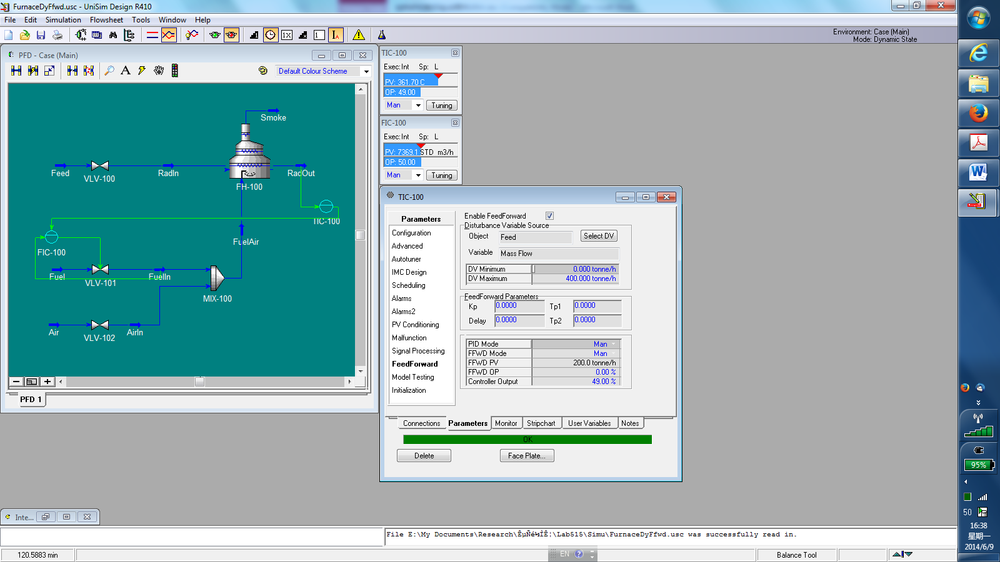 FurnaceDyFfwd.usc - UniSim Design R410
File Edit Simulation Flowsheet Tools Window Help
Environment: Case (Main)
Mode: Dynamic State
PFD - Case (Main)
Default Colour Scheme
Smoke
Feed
VLV-100
RadIn
FH-100
RadOut
TIC-100
FuelAir
FIC-100
Fuel
VLV-101
FuelIn
MIX-100
Air
VLV-102
AirIn
PFD 1
TIC-100
Exec:Int Sp: L
PV: 361.70 C
OP: 49.00
Man Tuning
FIC-100
Exec:Int Sp: L
PV: 7369.1 STD m3/h
OP: 50.00
Man Tuning
TIC-100
Parameters
Configuration
Advanced
Autotuner
IMC Design
Scheduling
Alarms
Alarms2
PV Conditioning
Malfunction
Signal Processing
FeedForward
Model Testing
Initialization
Enable FeedForward
Disturbance Variable Source
Object Feed Select DV
Variable Mass Flow
DV Minimum 0.000 tonne/h
DV Maximum 400.000 tonne/h
FeedForward Parameters
Kp 0.0000 Tp1 0.0000
Delay 0.0000 Tp2 0.0000
PID Mode Man
FFWD Mode Man
FFWD PV 200.0 tonne/h
FFWD OP 0.00 %
Controller Output 49.00 %
Connections Parameters Monitor Stripchart User Variables Notes
OK
Delete Face Plate...
Inte...
File E:\My Documents\Research\ÊµÑé½ÌÊ¦\Lab515\Simu\FurnaceDyFfwd.usc was successfully read in.
120.5883 min
EN
Balance Tool
95%
50
16:38
星期一
2014/6/9